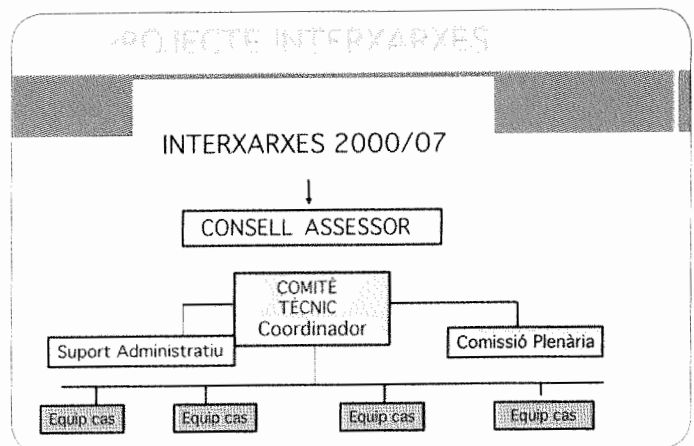 PROJECTE INTERXARXES
INTERXARXES 2000/07
CONSELL ASSESSOR
COMITÈ
TÈCNIC
Coordinador
Suport Administratiu
Comissió Plenària
Equip cas
Equip cas
Equip cas
Equip cas